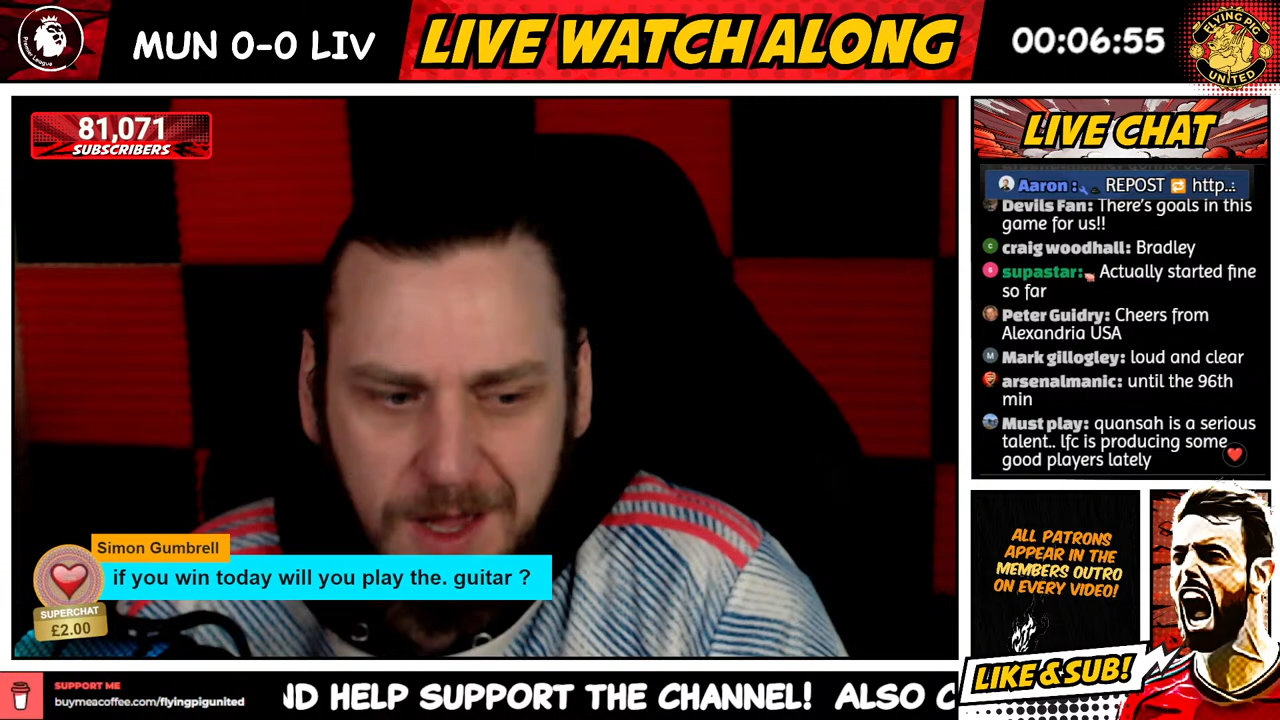 Premier League
MUN 0-0 LIV
LIVE WATCH ALONG
00:06:55
FLYING PIG
UNITED
81,071
SUBSCRIBERS
LIVE CHAT
Aaron : REPOST http..:
Devils Fan: There's goals in this
game for us!!
craig woodhall: Bradley
supastar: Actually started fine
so far
Peter Guidry: Cheers from
Alexandria USA
Mark gillogley: loud and clear
arsenalmanic: until the 96th
min
Must play: quansah is a serious
talent.. lfc is producing some
good players lately
Simon Gumbrell
if you win today will you play the. guitar ?
SUPERCHAT
£2.00
ALL PATRONS
APPEAR IN THE
MEMBERS OUTRO
ON EVERY VIDEO!
LIKE & SUB!
SUPPORT ME
buymeacoffee.com/flyingpigunited
ND HELP SUPPORT THE CHANNEL! ALSO C